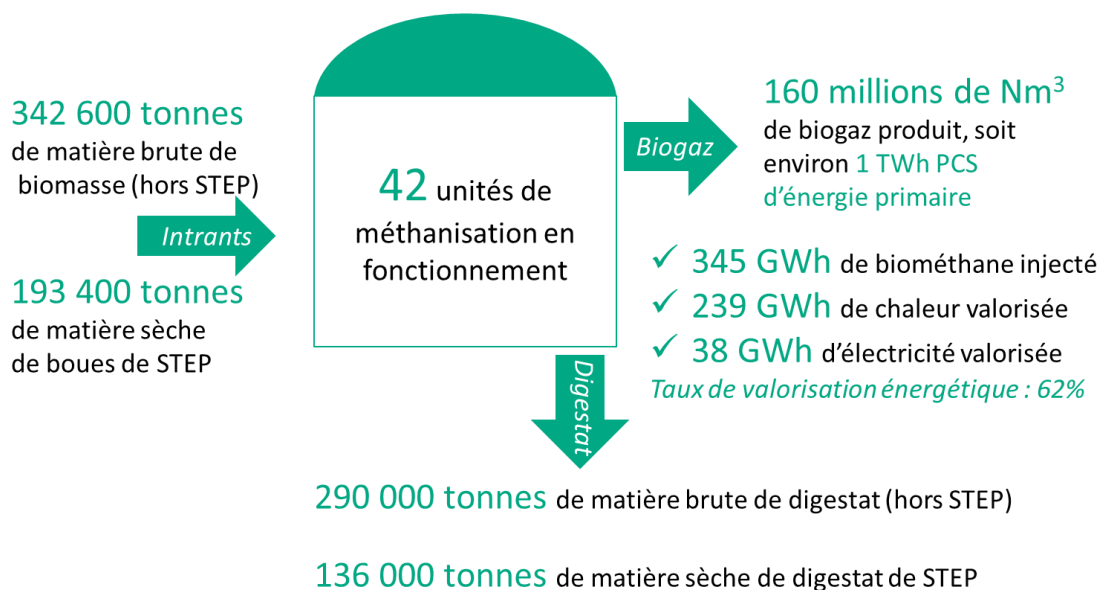 342 600 tonnes
de matière brute de
biomasse (hors STEP)
Intrants
193 400 tonnes
de matière sèche
de boues de STEP
42 unités de
méthanisation en
fonctionnement
Biogaz
160 millions de Nm³
de biogaz produit, soit
environ 1 TWh PCS
d’énergie primaire
✓ 345 GWh de biométhane injecté
✓ 239 GWh de chaleur valorisée
✓ 38 GWh d’électricité valorisée
Taux de valorisation énergétique : 62%
Digestat
290 000 tonnes de matière brute de digestat (hors STEP)
136 000 tonnes de matière sèche de digestat de STEP